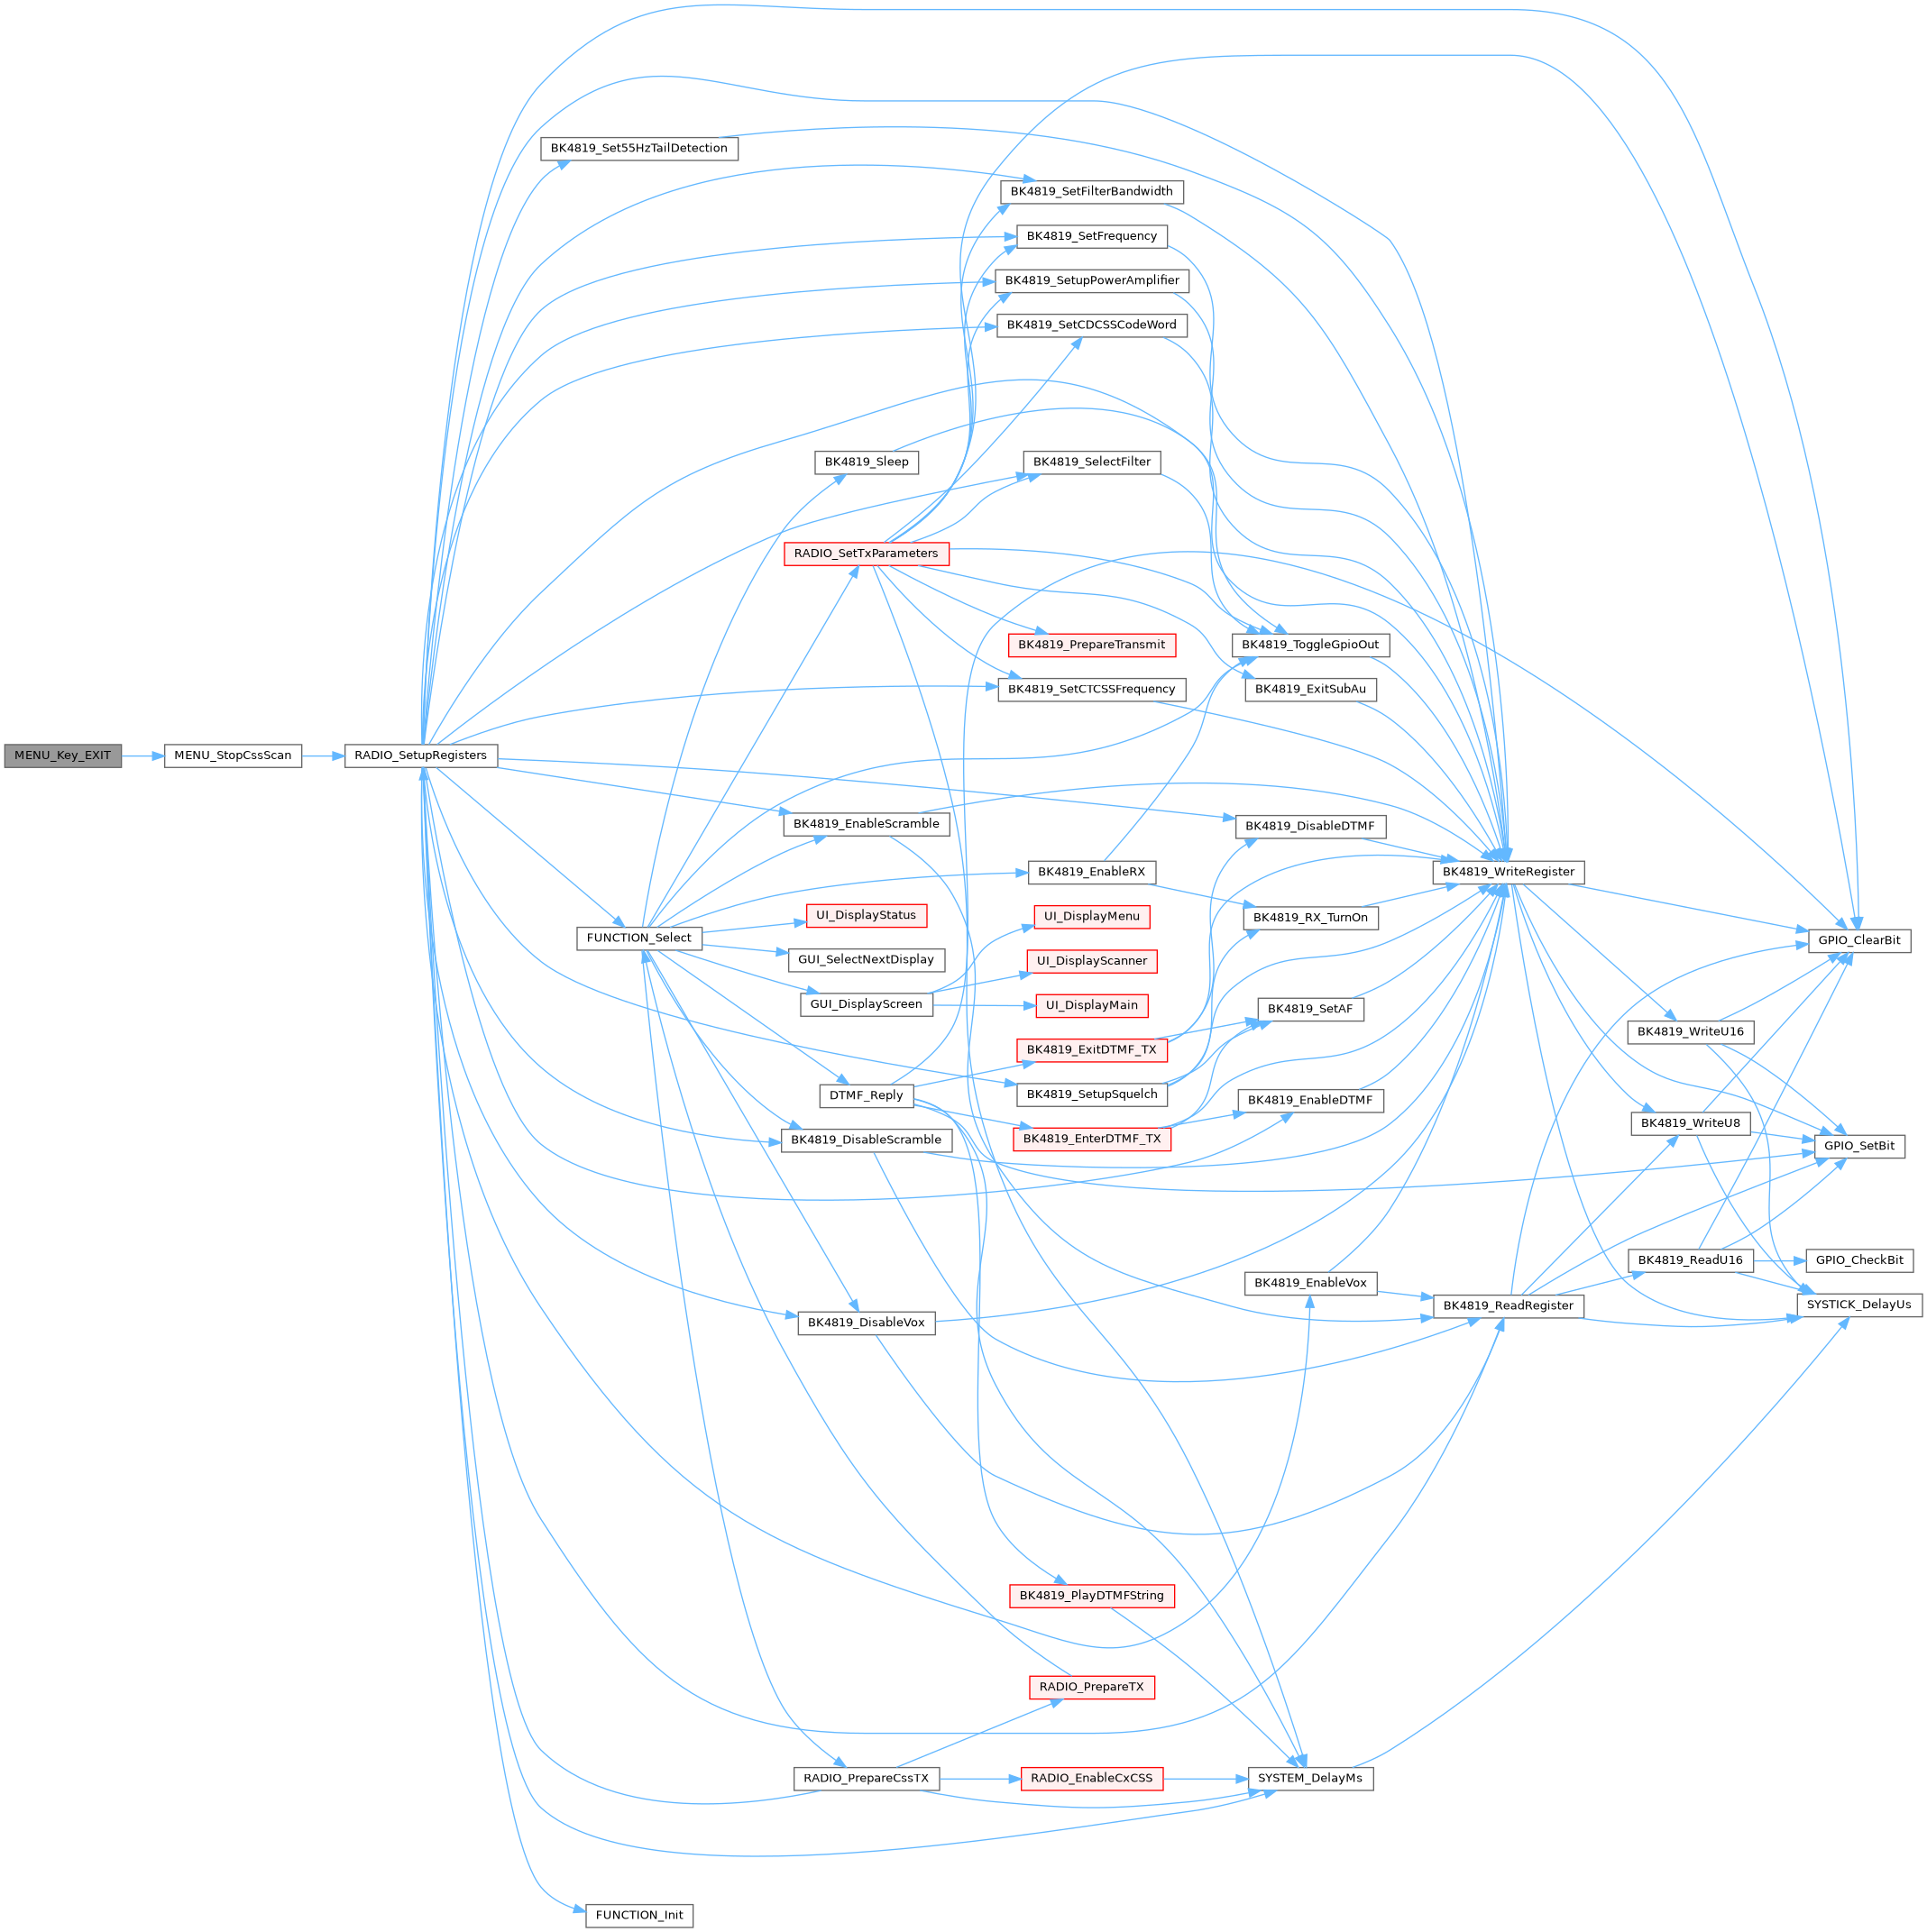 BK4819_Set55HzTailDetection
BK4819_SetFilterBandwidth
BK4819_SetFrequency
BK4819_SetupPowerAmplifier
BK4819_SetCDCSSCodeWord
BK4819_Sleep
BK4819_SelectFilter
RADIO_SetTxParameters
BK4819_PrepareTransmit
BK4819_ToggleGpioOut
BK4819_SetCTCSSFrequency
BK4819_ExitSubAu
MENU_Key_EXIT
MENU_StopCssScan
RADIO_SetupRegisters
BK4819_EnableScramble
BK4819_DisableDTMF
BK4819_EnableRX
BK4819_WriteRegister
UI_DisplayStatus
UI_DisplayMenu
BK4819_RX_TurnOn
FUNCTION_Select
GPIO_ClearBit
GUI_SelectNextDisplay
UI_DisplayScanner
GUI_DisplayScreen
UI_DisplayMain
BK4819_SetAF
BK4819_WriteU16
BK4819_ExitDTMF_TX
DTMF_Reply
BK4819_SetupSquelch
BK4819_EnableDTMF
BK4819_WriteU8
BK4819_DisableScramble
BK4819_EnterDTMF_TX
GPIO_SetBit
BK4819_ReadU16
GPIO_CheckBit
BK4819_EnableVox
BK4819_ReadRegister
SYSTICK_DelayUs
BK4819_DisableVox
BK4819_PlayDTMFString
RADIO_PrepareTX
RADIO_PrepareCssTX
RADIO_EnableCxCSS
SYSTEM_DelayMs
FUNCTION_Init